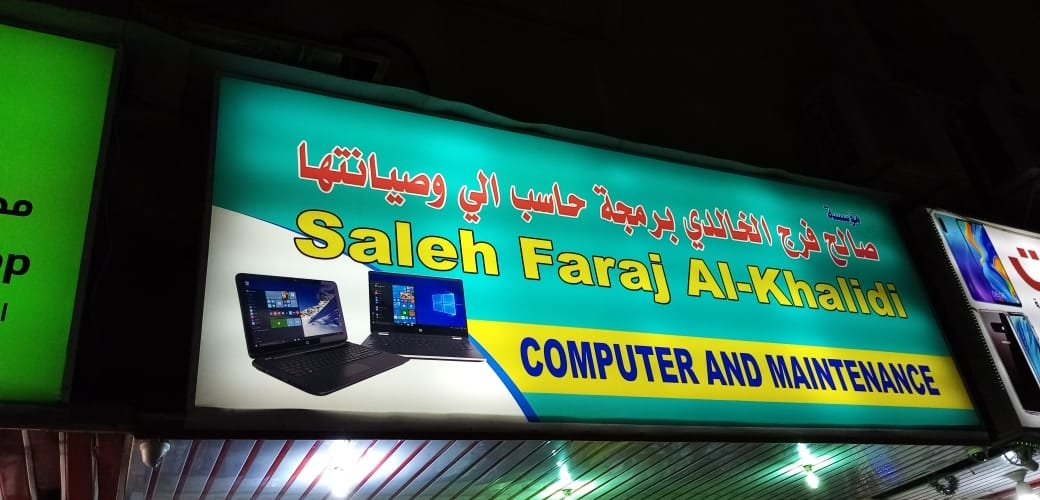 مؤسسة
صالح فرج الخالدي برمجة حاسب الي وصيانتها
Saleh Faraj Al-Khalidi
COMPUTER AND MAINTENANCE